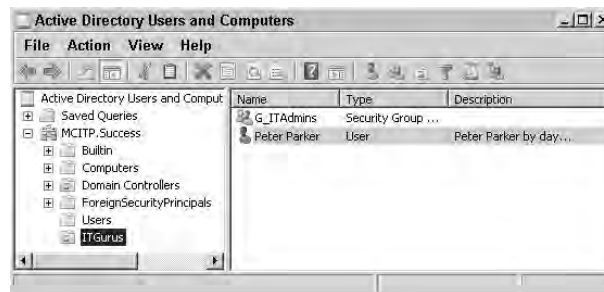 Active Directory Users and Computers
File Action View Help
Active Directory Users and Comput
Saved Queries
MCITP.Success
Builtin
Computers
Domain Controllers
ForeignSecurityPrincipals
Users
ITGurus
Name Type Description
G_ITAdmins Security Group ...
Peter Parker User Peter Parker by day...